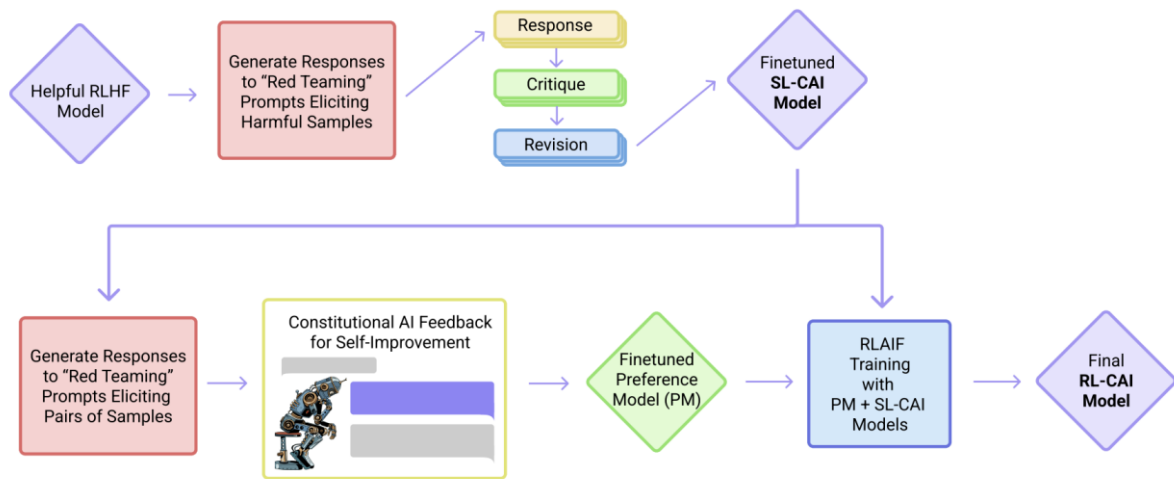 Helpful RLHF
Model
Generate Responses
to “Red Teaming”
Prompts Eliciting
Harmful Samples
Response
Critique
Revision
Finetuned
SL-CAI
Model
Generate Responses
to “Red Teaming”
Prompts Eliciting
Pairs of Samples
Constitutional AI Feedback
for Self-Improvement
Finetuned
Preference
Model (PM)
RLAIF
Training
with
PM + SL-CAI
Models
Final
RL-CAI
Model